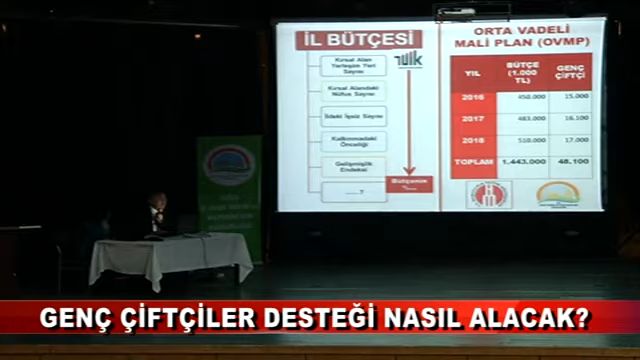 İL BÜTÇESİ
Kırsal Alan
Yerleşim Yeri
Sayısı
Kırsal Alandaki
Nüfus Sayısı
İldeki İşsiz Sayısı
Kalkınmadaki
Önceliği
Gelişmişlik
Endeksi
......?
TÜİK
Bütçenin
ORTA VADELİ
MALİ PLAN (OVMP)
YIL BÜTÇE (1.000 TL) GENÇ ÇİFTÇİ
2016 450.000 15.000
2017 483.000 16.100
2018 510.000 17.000
TOPLAM 1.443.000 48.100
GENÇ ÇİFTÇİLER DESTEĞİ NASIL ALACAK?